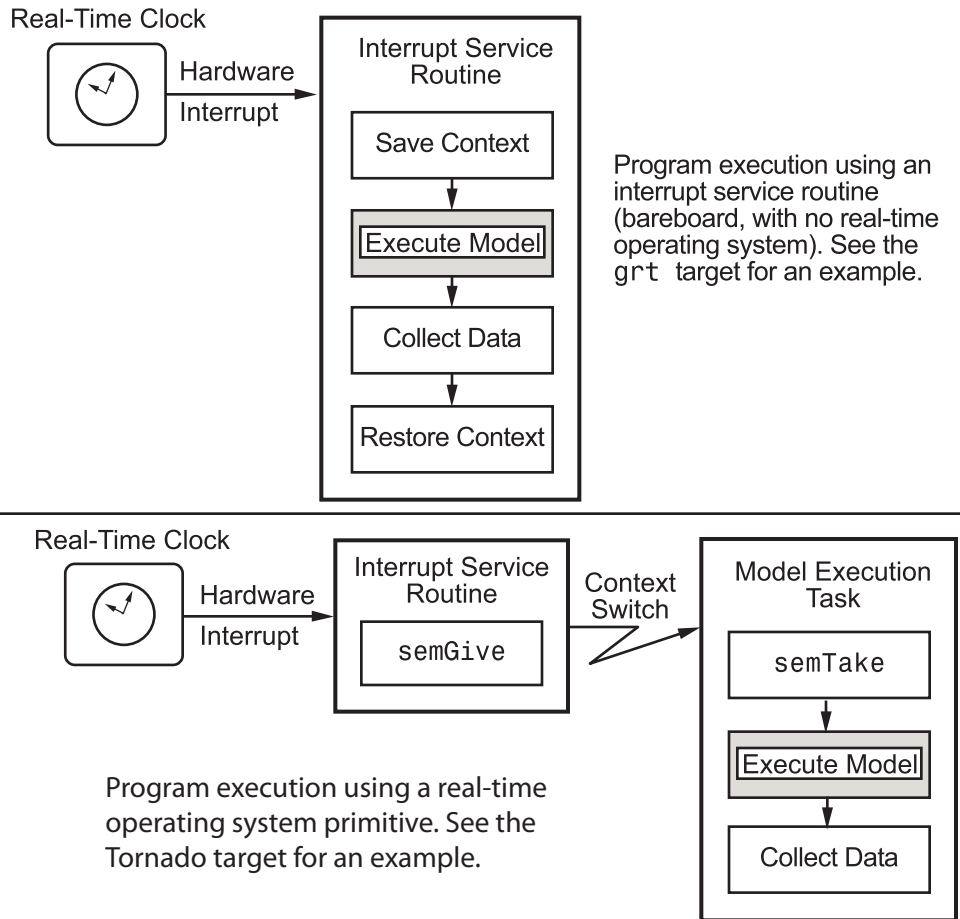 Real-Time Clock
Hardware
Interrupt
Interrupt Service
Routine
Save Context
Execute Model
Collect Data
Restore Context
Program execution using an
interrupt service routine
(bareboard, with no real-time
operating system). See the
grt target for an example.
Real-Time Clock
Hardware
Interrupt
Interrupt Service
Routine
semGive
Context
Switch
Model Execution
Task
semTake
Execute Model
Collect Data
Program execution using a real-time
operating system primitive. See the
Tornado target for an example.